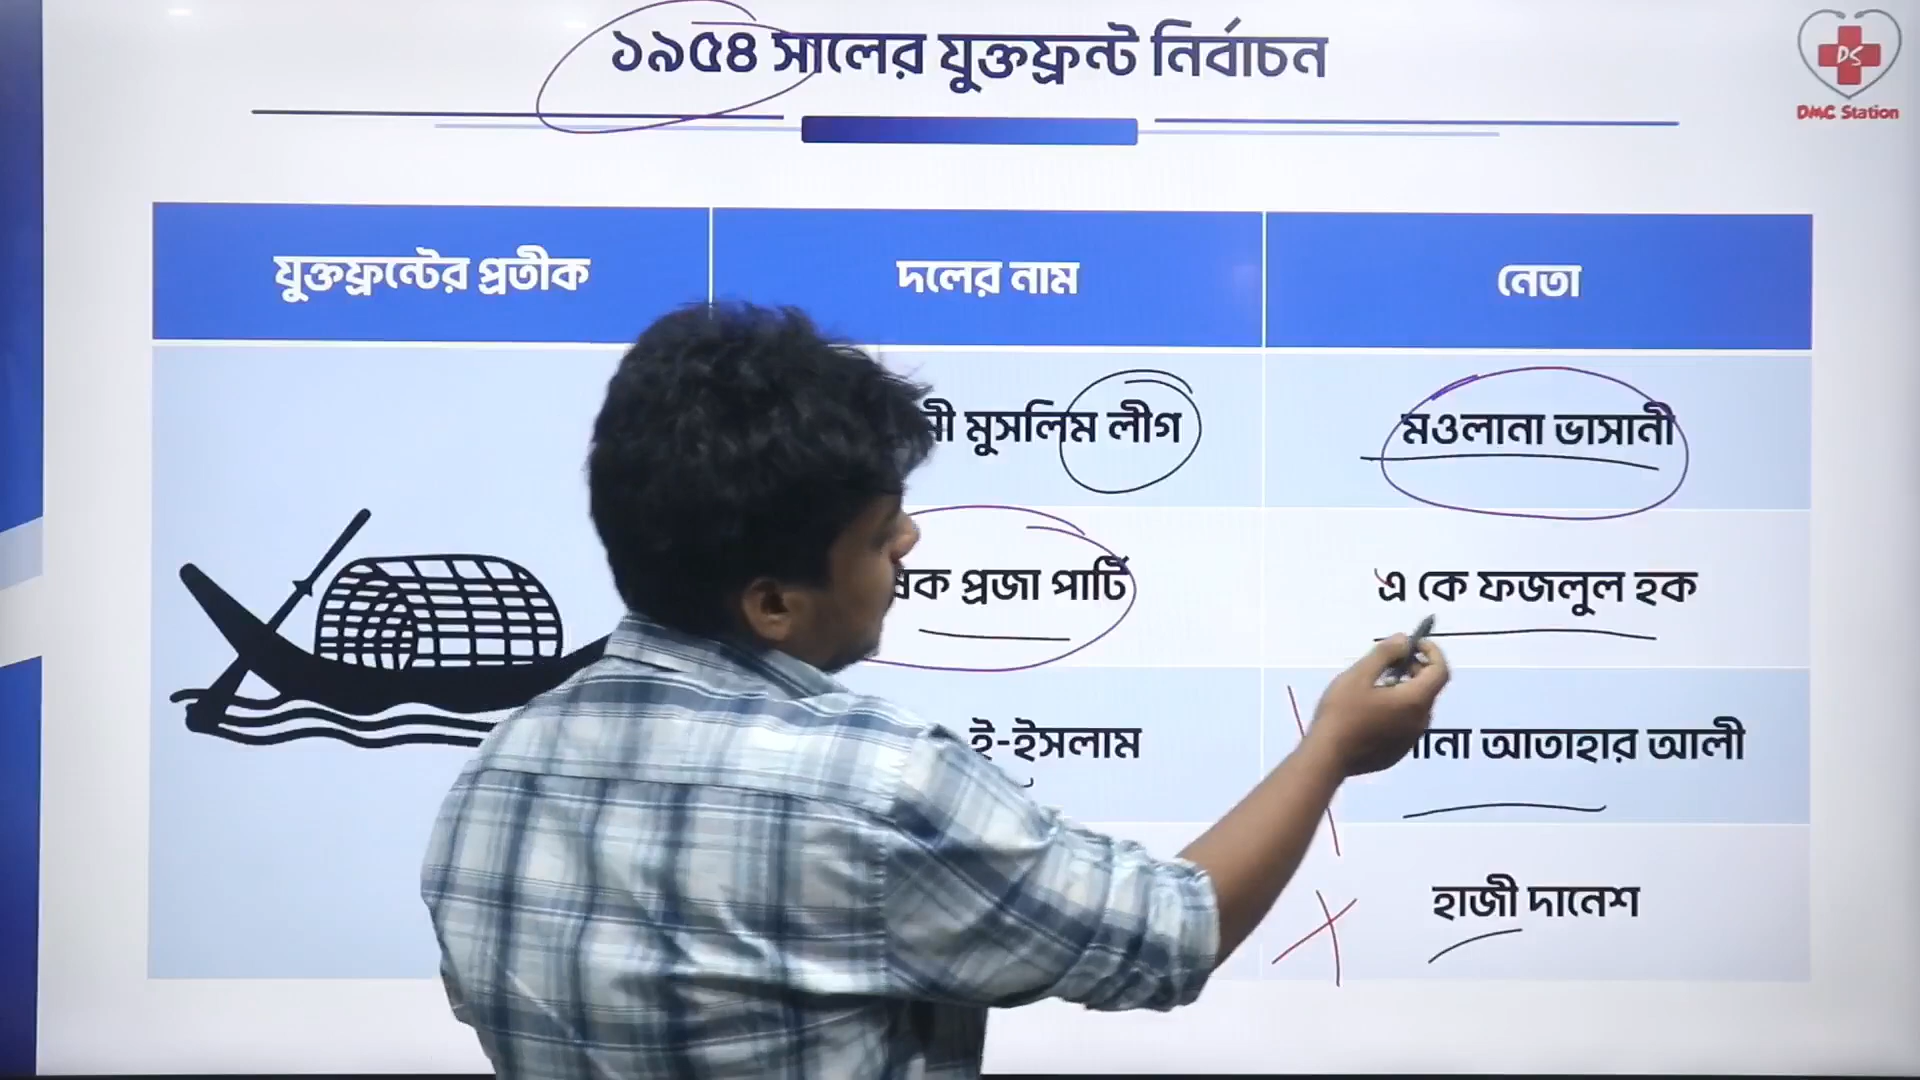 ১৯৫৪ সালের যুক্তফ্রন্ট নির্বাচন
DS
DMC Station
যুক্তফ্রন্টের প্রতীক
দলের নাম
নেতা
মুসলিম লীগ
মওলানা ভাসানী
প্রজা পার্টি
এ কে ফজলুল হক
ই-ইসলাম
আতাহার আলী
হাজী দানেশ